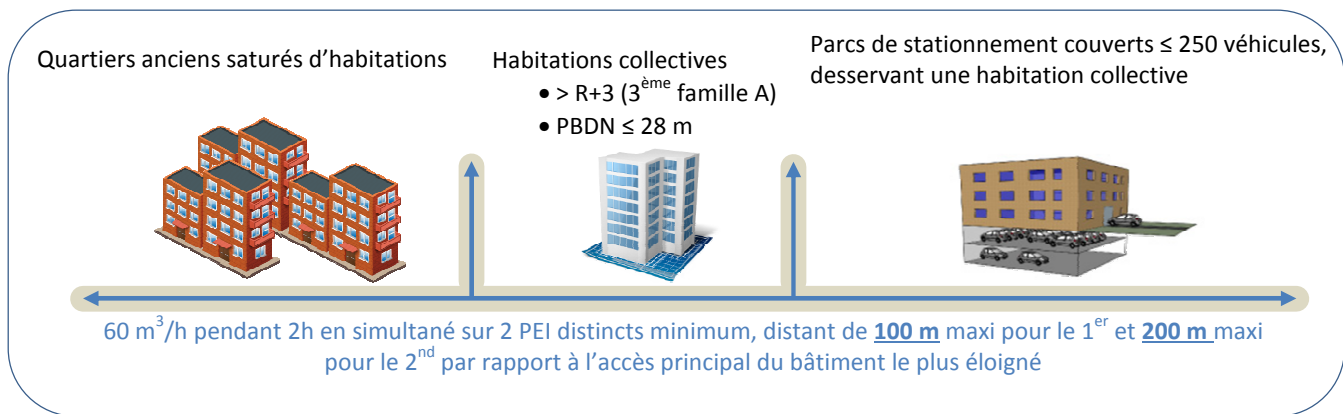 Quartiers anciens saturés d’habitations
Habitations collectives
• > R+3 (3ème famille A)
• PBDN ≤ 28 m
Parcs de stationnement couverts ≤ 250 véhicules,
desservant une habitation collective
60 m³/h pendant 2h en simultané sur 2 PEI distincts minimum, distant de 100 m maxi pour le 1er et 200 m maxi
pour le 2nd par rapport à l’accès principal du bâtiment le plus éloigné